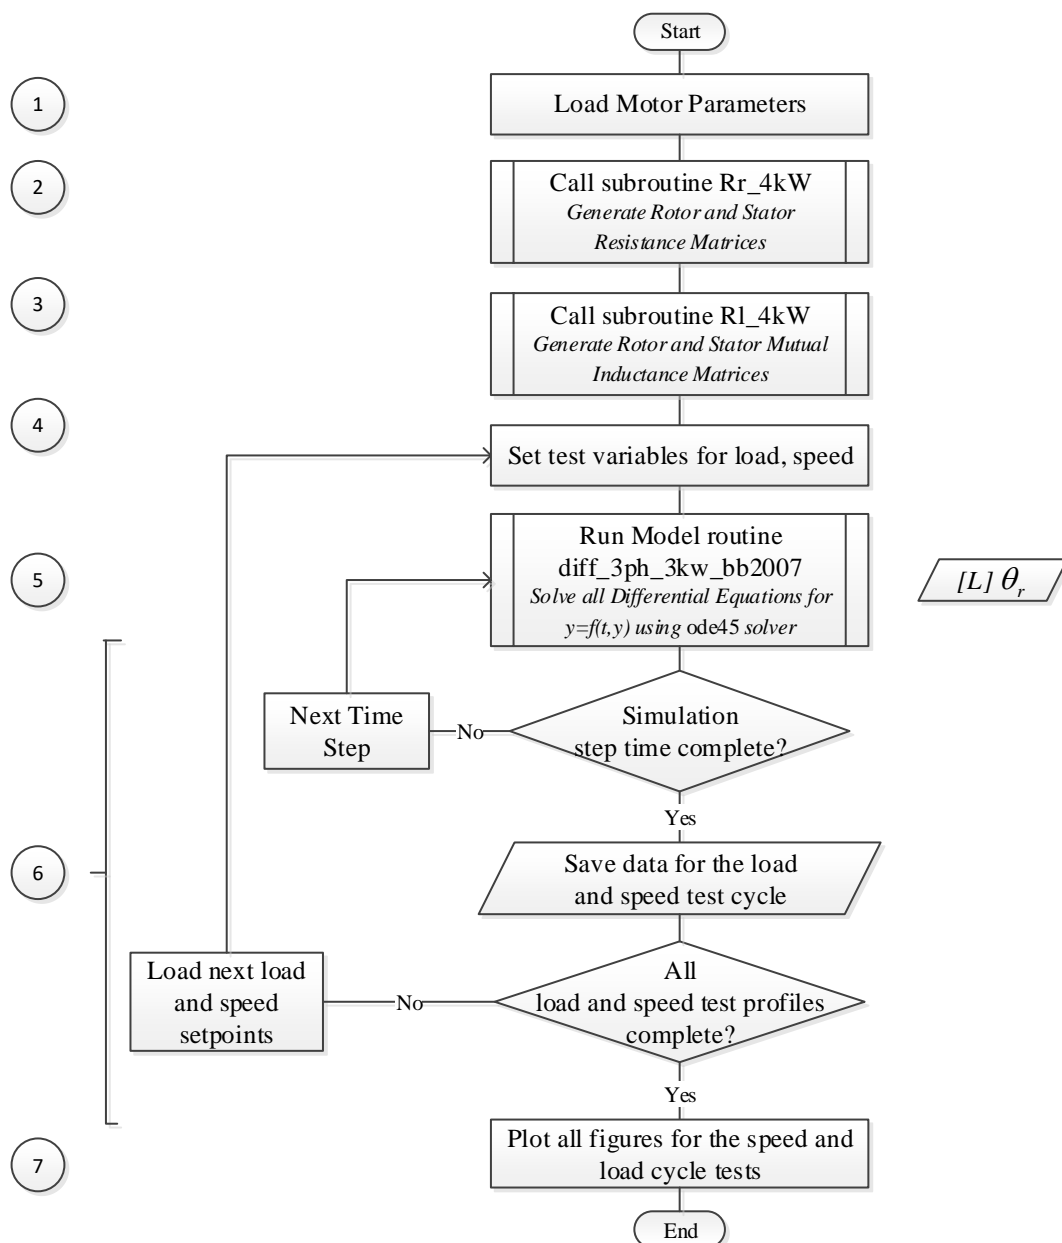 Start
1
Load Motor Parameters
2
Call subroutine Rr_4kW
Generate Rotor and Stator
Resistance Matrices
3
Call subroutine Rl_4kW
Generate Rotor and Stator Mutual
Inductance Matrices
4
Set test variables for load, speed
5
Run Model routine
diff_3ph_3kw_bb2007
Solve all Differential Equations for
y=f(t,y) using ode45 solver
[L] θr
Next Time
Step
No
Simulation
step time complete?
Yes
6
Save data for the load
and speed test cycle
Load next load
and speed
setpoints
No
All
load and speed test profiles
complete?
Yes
7
Plot all figures for the speed and
load cycle tests
End